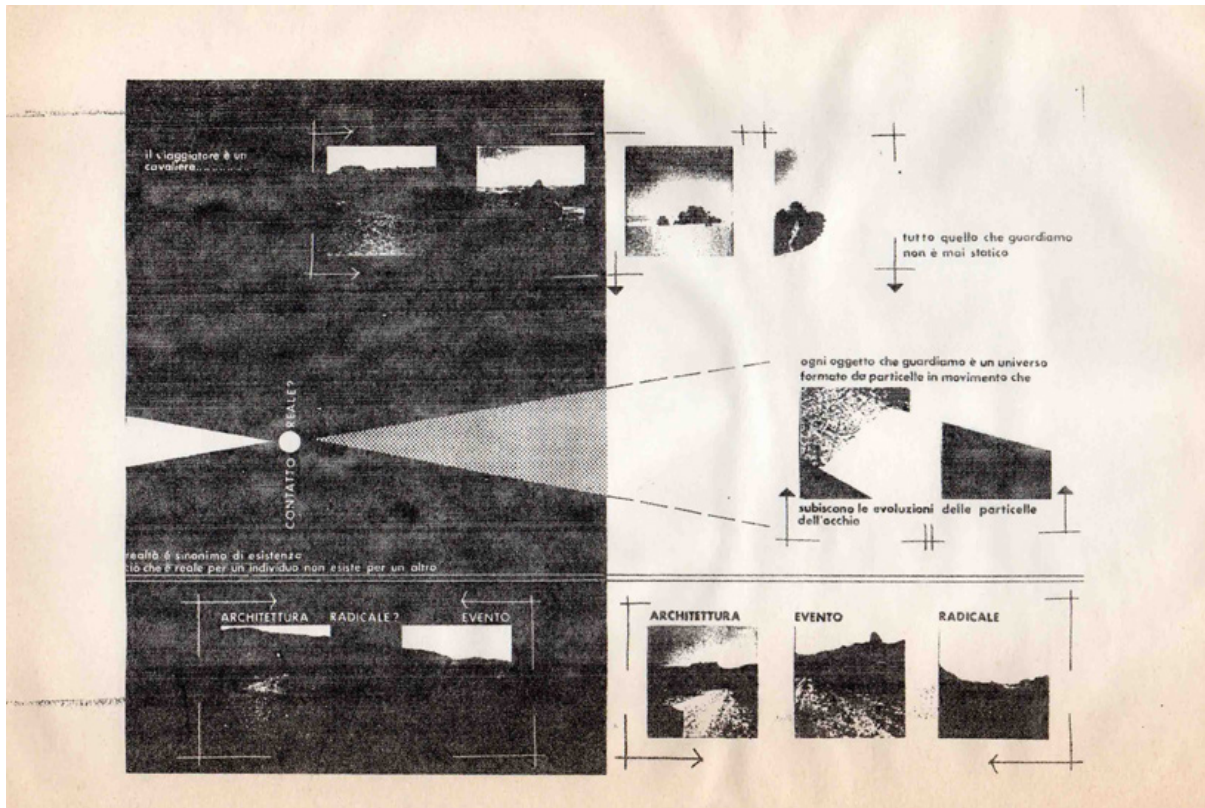 il viaggiatore è un
cavaliere..............
tutto quello che guardiamo
non è mai statico
ogni oggetto che guardiamo è un universo
formato da particelle in movimento che
subiscono le evoluzioni delle particelle
dell'occhio
CONTATTO REALE?
realtà è sinonimo di esistenza
ciò che è reale per un individuo non esiste per un altro
ARCHITETTURA RADICALE? EVENTO
ARCHITETTURA EVENTO RADICALE